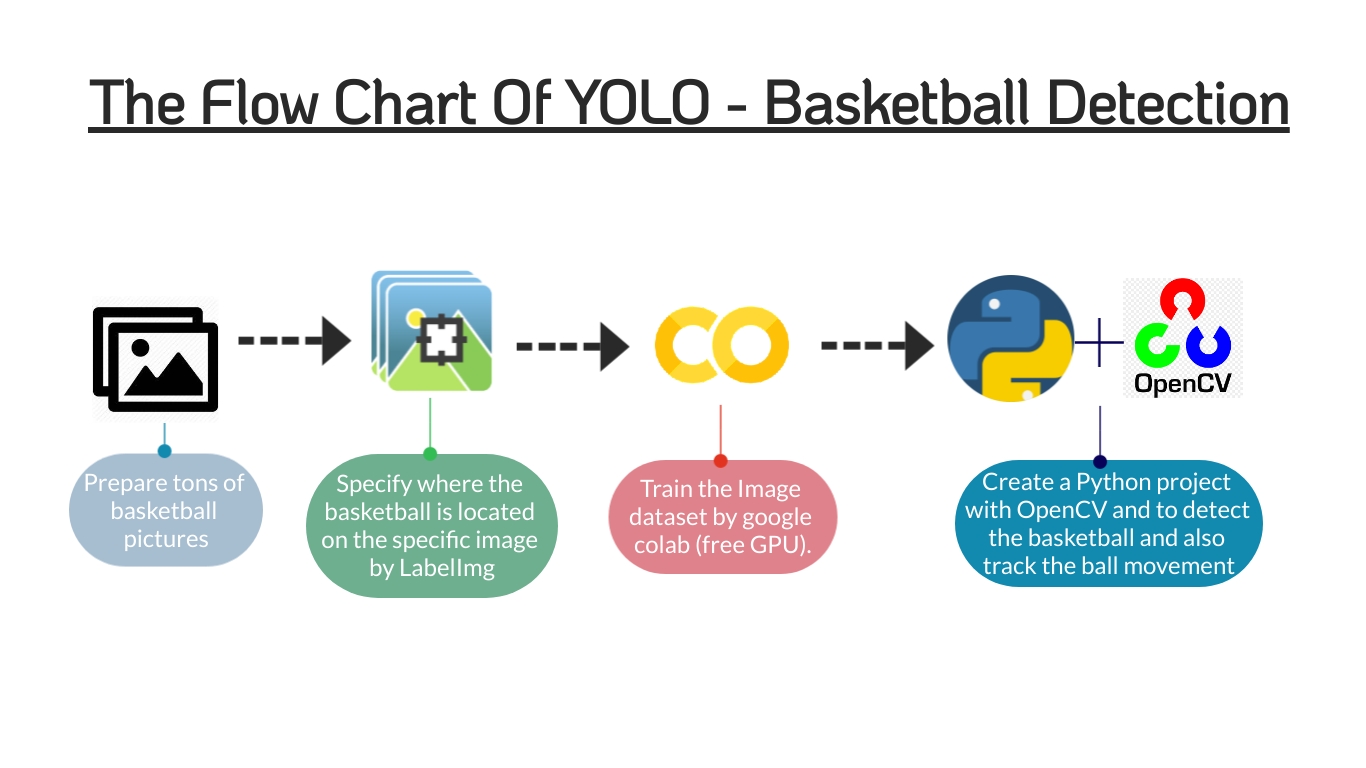 The Flow Chart Of YOLO - Basketball Detection
OpenCV
Prepare tons of
basketball
pictures
Specify where the
basketball is located
on the specific image
by LabelImg
Train the Image
dataset by google
colab (free GPU).
Create a Python project
with OpenCV and to detect
the basketball and also
track the ball movement